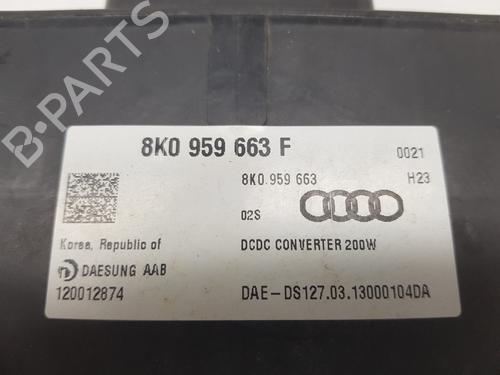 8K0 959 663 F
0021
8K0 959 663
H23
02S
Korea, Republic of
DCDC CONVERTER 200W
DAESUNG AAB
120012874
DAE-DS127.03.13000104DA
B-PARTS